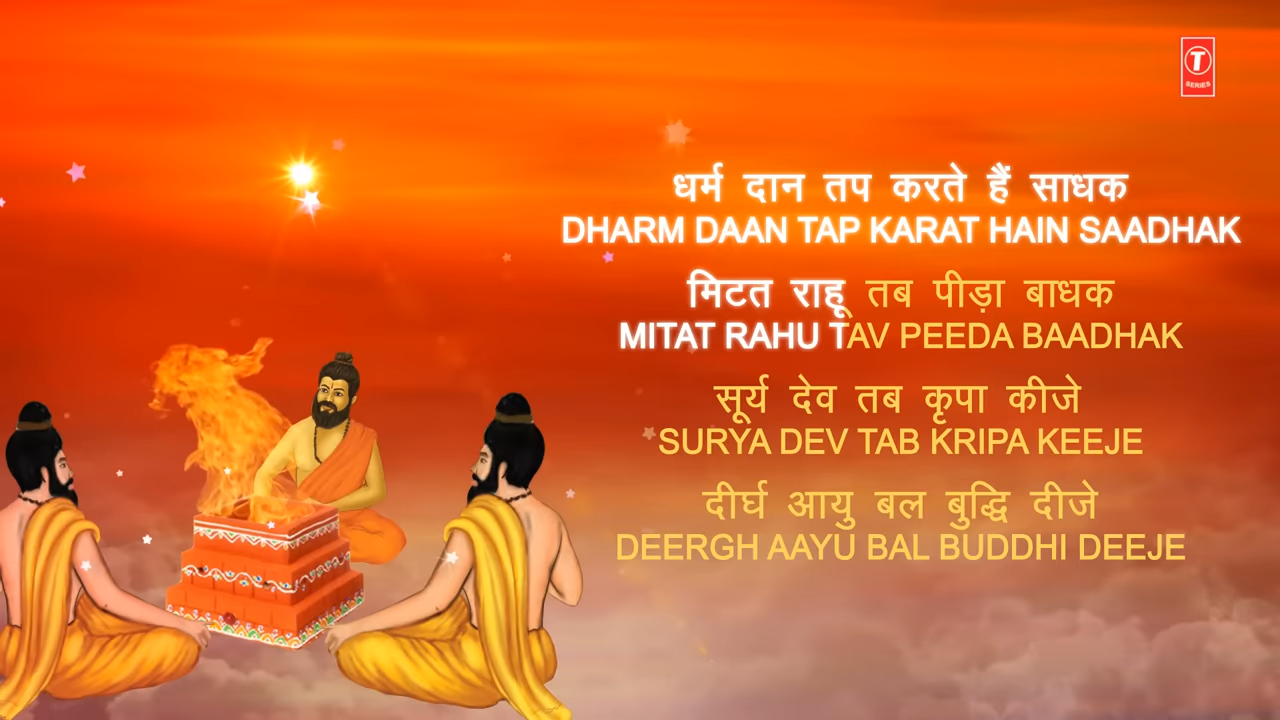 T
SERIES
धर्म दान तप करते हैं साधक
DHARM DAAN TAP KARAT HAIN SAADHAK
मिटत राहू तब पीड़ा बाधक
MITAT RAHU TAV PEEDA BAADHAK
सूर्य देव तब कृपा कीजे
SURYA DEV TAB KRIPA KEEJE
दीर्घ आयु बल बुद्धि दीजे
DEERGH AAYU BAL BUDDHI DEEJE